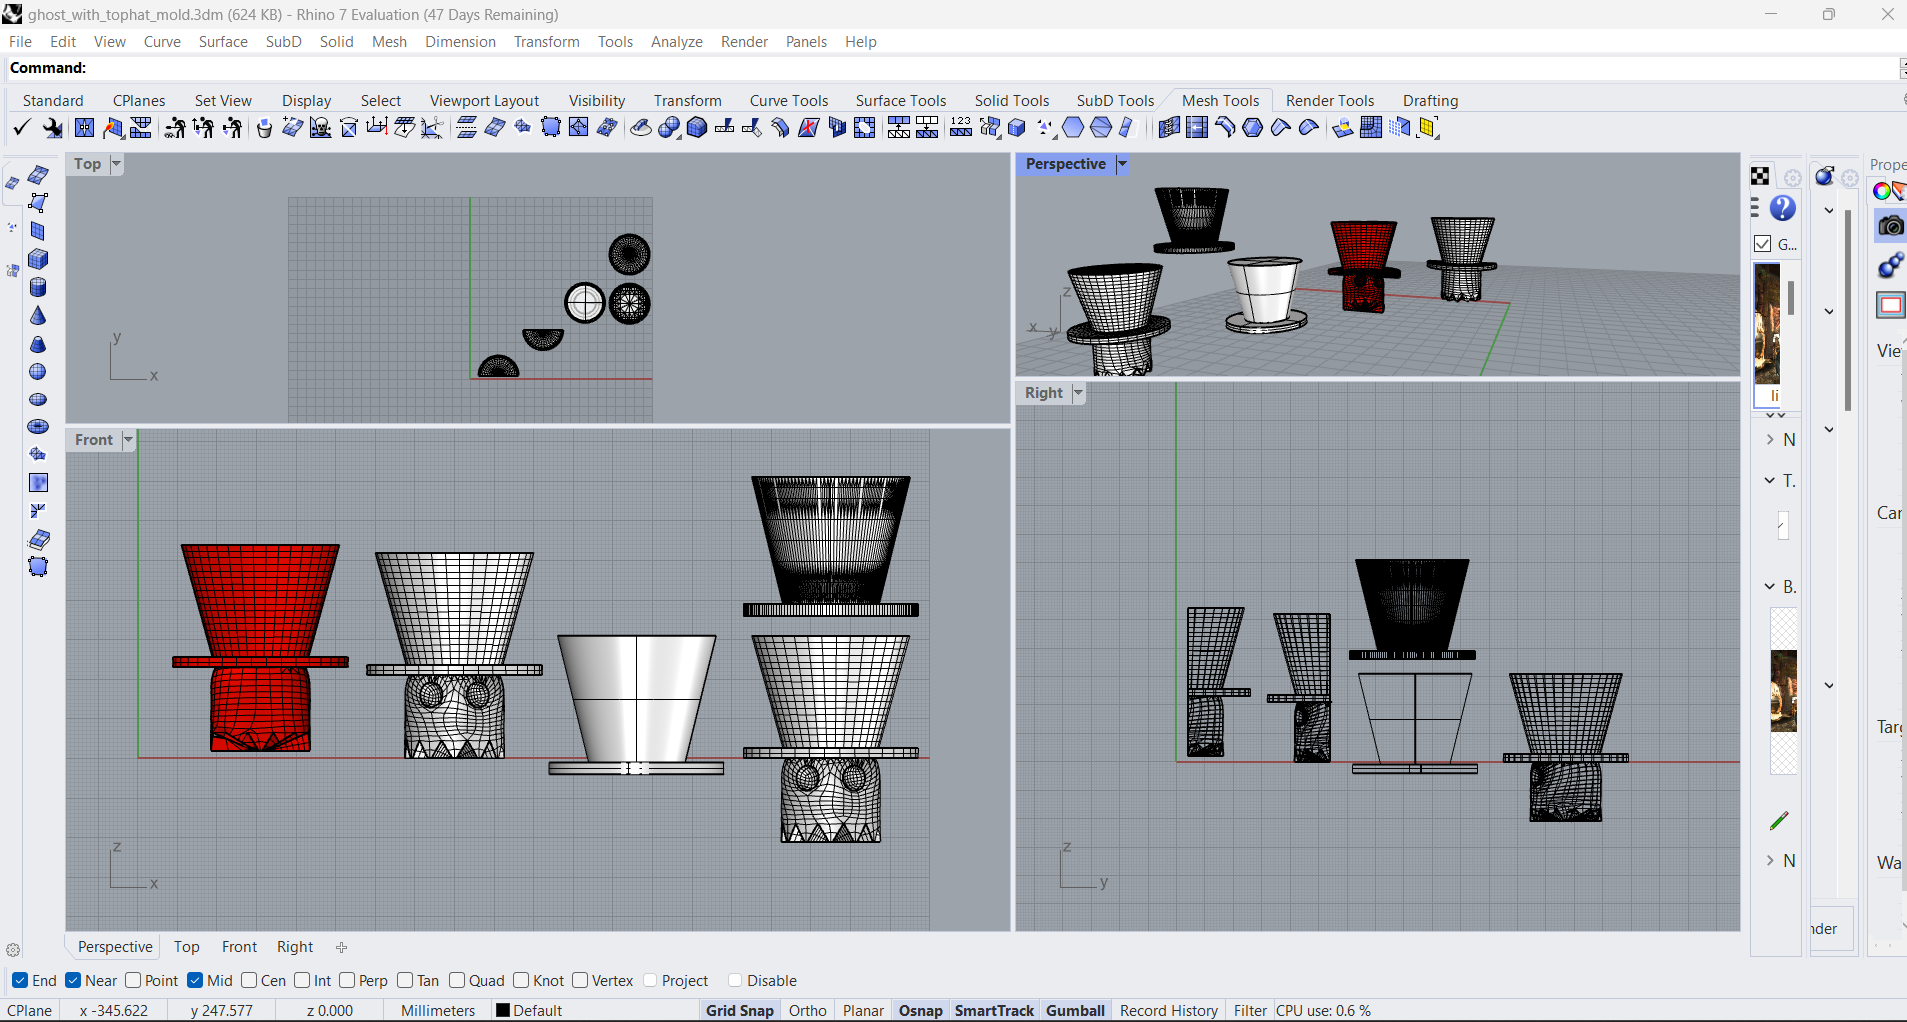 ghost_with_tophat_mold.3dm (624 KB) - Rhino 7 Evaluation (47 Days Remaining)
File Edit View Curve Surface SubD Solid Mesh Dimension Transform Tools Analyze Render Panels Help
Command:
Standard CPlanes Set View Display Select Viewport Layout Visibility Transform Curve Tools Surface Tools Solid Tools SubD Tools Mesh Tools Render Tools Drafting
123
Top
y
x
Perspective
z
x
y
Front
z
x
Right
z
y
G...
li
N
T.
B.
N
nder
Prope
Vie
Car
Targ
Wa
Perspective Top Front Right
End Near Point Mid Cen Int Perp Tan Quad Knot Vertex Project Disable
CPlane x -345.622 y 247.577 z 0.000 Millimeters Default Grid Snap Ortho Planar Osnap SmartTrack Gumball Record History Filter CPU use: 0.6 %